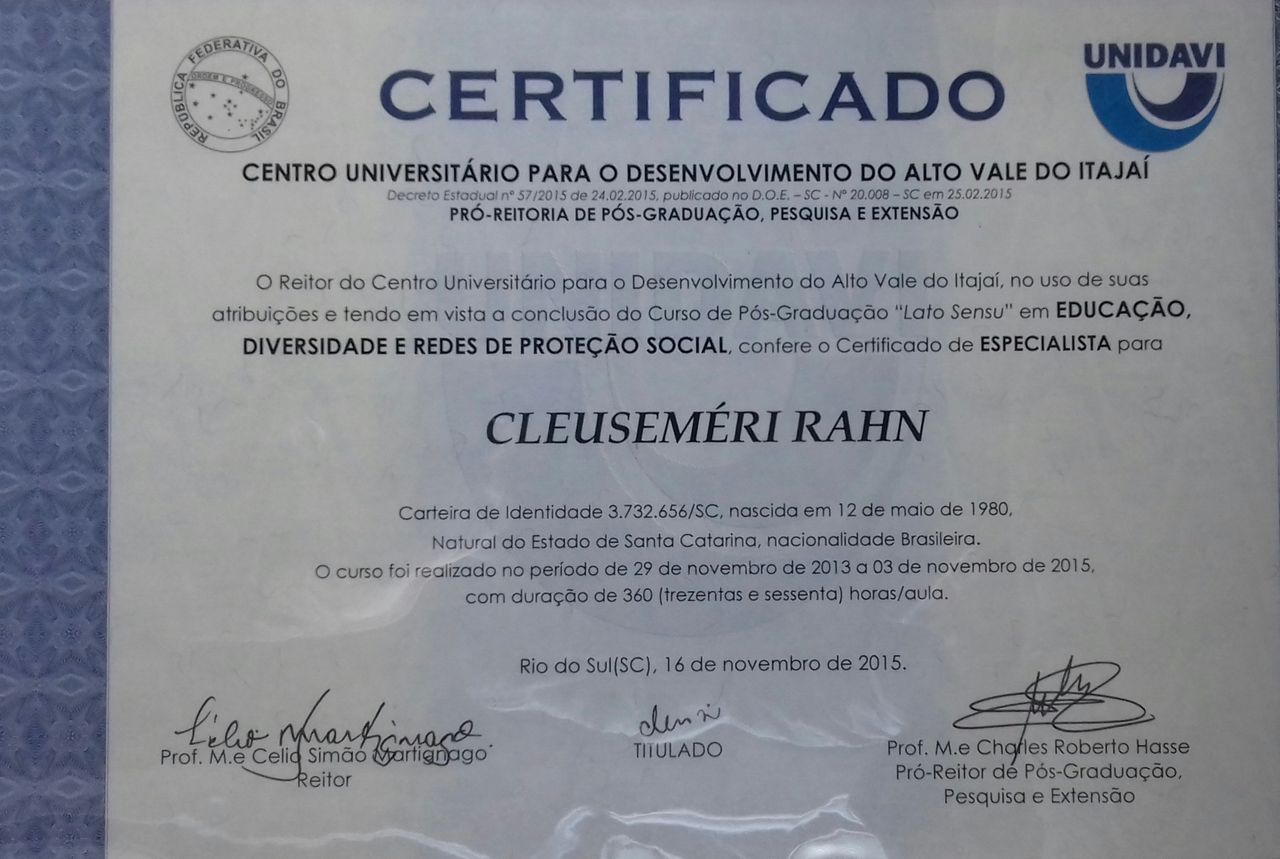 REPÚBLICA FEDERATIVA DO BRASIL
ORDEM E PROGRESSO
CERTIFICADO
UNIDAVI
CENTRO UNIVERSITÁRIO PARA O DESENVOLVIMENTO DO ALTO VALE DO ITAJAÍ
Decreto Estadual nº 57/2015 de 24.02.2015, publicado no D.O.E. – SC - Nº 20.008 – SC em 25.02.2015
PRÓ-REITORIA DE PÓS-GRADUAÇÃO, PESQUISA E EXTENSÃO
O Reitor do Centro Universitário para o Desenvolvimento do Alto Vale do Itajaí, no uso de suas
atribuições e tendo em vista a conclusão do Curso de Pós-Graduação "Lato Sensu" em EDUCAÇÃO,
DIVERSIDADE E REDES DE PROTEÇÃO SOCIAL, confere o Certificado de ESPECIALISTA para
CLEUSEMÉRI RAHN
Carteira de Identidade 3.732.656/SC, nascida em 12 de maio de 1980,
Natural do Estado de Santa Catarina, nacionalidade Brasileira.
O curso foi realizado no período de 29 de novembro de 2013 a 03 de novembro de 2015,
com duração de 360 (trezentas e sessenta) horas/aula.
Rio do Sul(SC), 16 de novembro de 2015.
Prof. M.e Celio Simão Martignago
Reitor
TITULADO
Prof. M.e Charles Roberto Hasse
Pró-Reitor de Pós-Graduação,
Pesquisa e Extensão